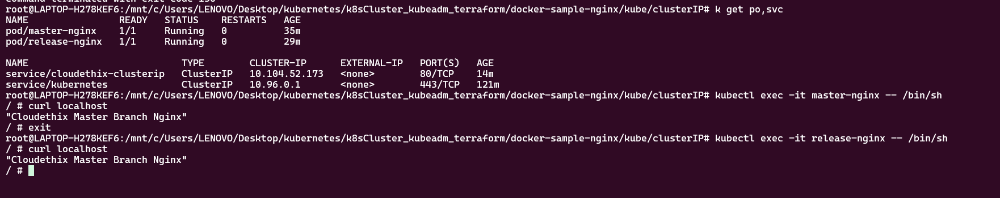 Command terminated with exit code 130
root@LAPTOP-H278KEF6:/mnt/c/Users/LENOVO/Desktop/kubernetes/k8sCluster_kubeadm_terraform/docker-sample-nginx/kube/clusterIP# k get po,svc
NAME                READY   STATUS    RESTARTS   AGE
pod/master-nginx    1/1     Running   0          35m
pod/release-nginx   1/1     Running   0          29m
NAME                           TYPE        CLUSTER-IP      EXTERNAL-IP   PORT(S)   AGE
service/cloudethix-clusterip   ClusterIP   10.104.52.173   <none>        80/TCP    14m
service/kubernetes             ClusterIP   10.96.0.1       <none>        443/TCP   121m
root@LAPTOP-H278KEF6:/mnt/c/Users/LENOVO/Desktop/kubernetes/k8sCluster_kubeadm_terraform/docker-sample-nginx/kube/clusterIP# kubectl exec -it master-nginx -- /bin/sh
/ # curl localhost
"Cloudethix Master Branch Nginx"
/ # exit
root@LAPTOP-H278KEF6:/mnt/c/Users/LENOVO/Desktop/kubernetes/k8sCluster_kubeadm_terraform/docker-sample-nginx/kube/clusterIP# kubectl exec -it release-nginx -- /bin/sh
/ # curl localhost
"Cloudethix Master Branch Nginx"
/ #